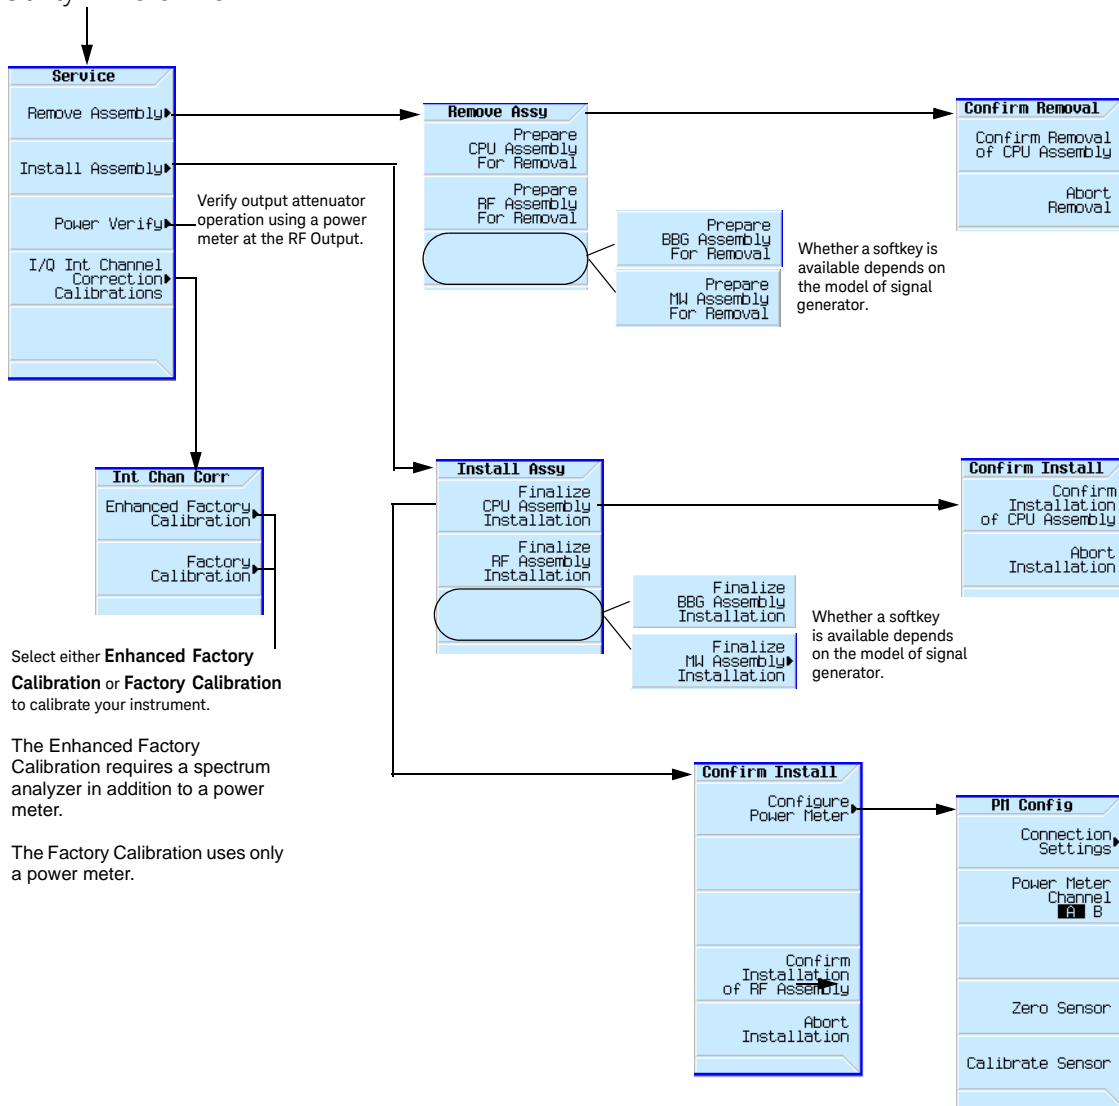 Service
Remove Assembly
Install Assembly
Power Verify
I/Q Int Channel
Correction
Calibrations
Verify output attenuator
operation using a power
meter at the RF Output.
Remove Assy
Prepare
CPU Assembly
For Removal
Prepare
RF Assembly
For Removal
Prepare
BBG Assembly
For Removal
Prepare
MW Assembly
For Removal
Whether a softkey is
available depends on
the model of signal
generator.
Confirm Removal
Confirm Removal
of CPU Assembly
Abort
Removal
Int Chan Corr
Enhanced Factory
Calibration
Factory
Calibration
Select either Enhanced Factory
Calibration or Factory Calibration
to calibrate your instrument.
The Enhanced Factory
Calibration requires a spectrum
analyzer in addition to a power
meter.
The Factory Calibration uses only
a power meter.
Install Assy
Finalize
CPU Assembly
Installation
Finalize
RF Assembly
Installation
Finalize
BBG Assembly
Installation
Finalize
MW Assembly
Installation
Whether a softkey
is available depends
on the model of signal
generator.
Confirm Install
Confirm
Installation
of CPU Assembly
Abort
Installation
Confirm Install
Configure
Power Meter
Confirm
Installation
of RF Assembly
Abort
Installation
PM Config
Connection
Settings
Power Meter
Channel
A B
Zero Sensor
Calibrate Sensor